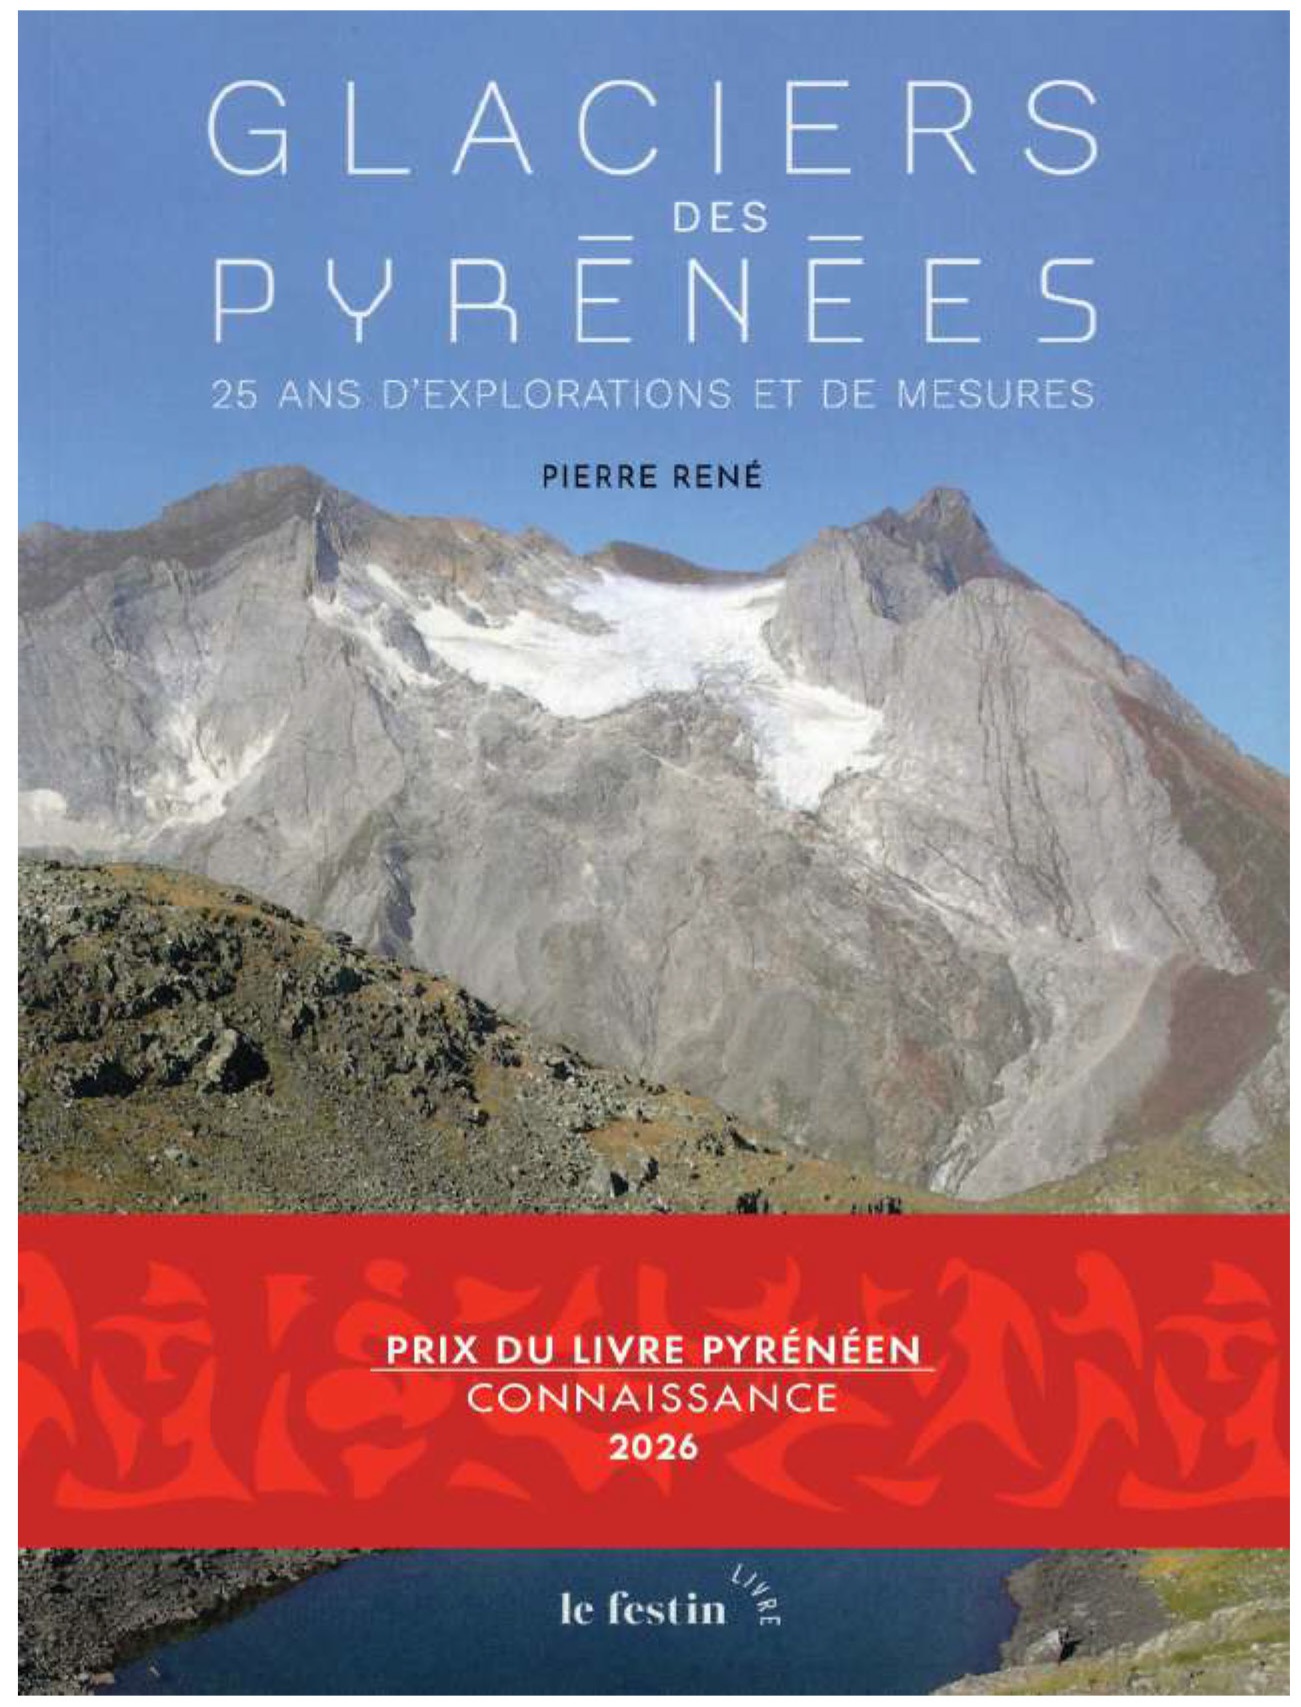 GLACIERS
DES
PYRÉNÉES
25 ANS D'EXPLORATIONS ET DE MESURES
PIERRE RENÉ
PRIX DU LIVRE PYRÉNÉEN
CONNAISSANCE
2026
le festin LIVRE